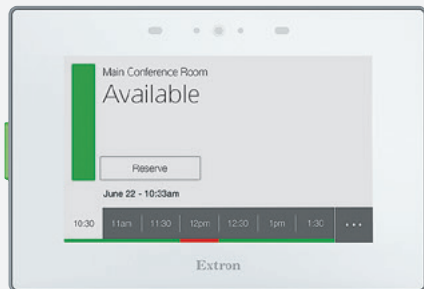 Main Conference Room
Available
Reserve
June 22 - 10:33am
10:30 11am 11:30 12pm 12:30 1pm 1:30 ...
Extron